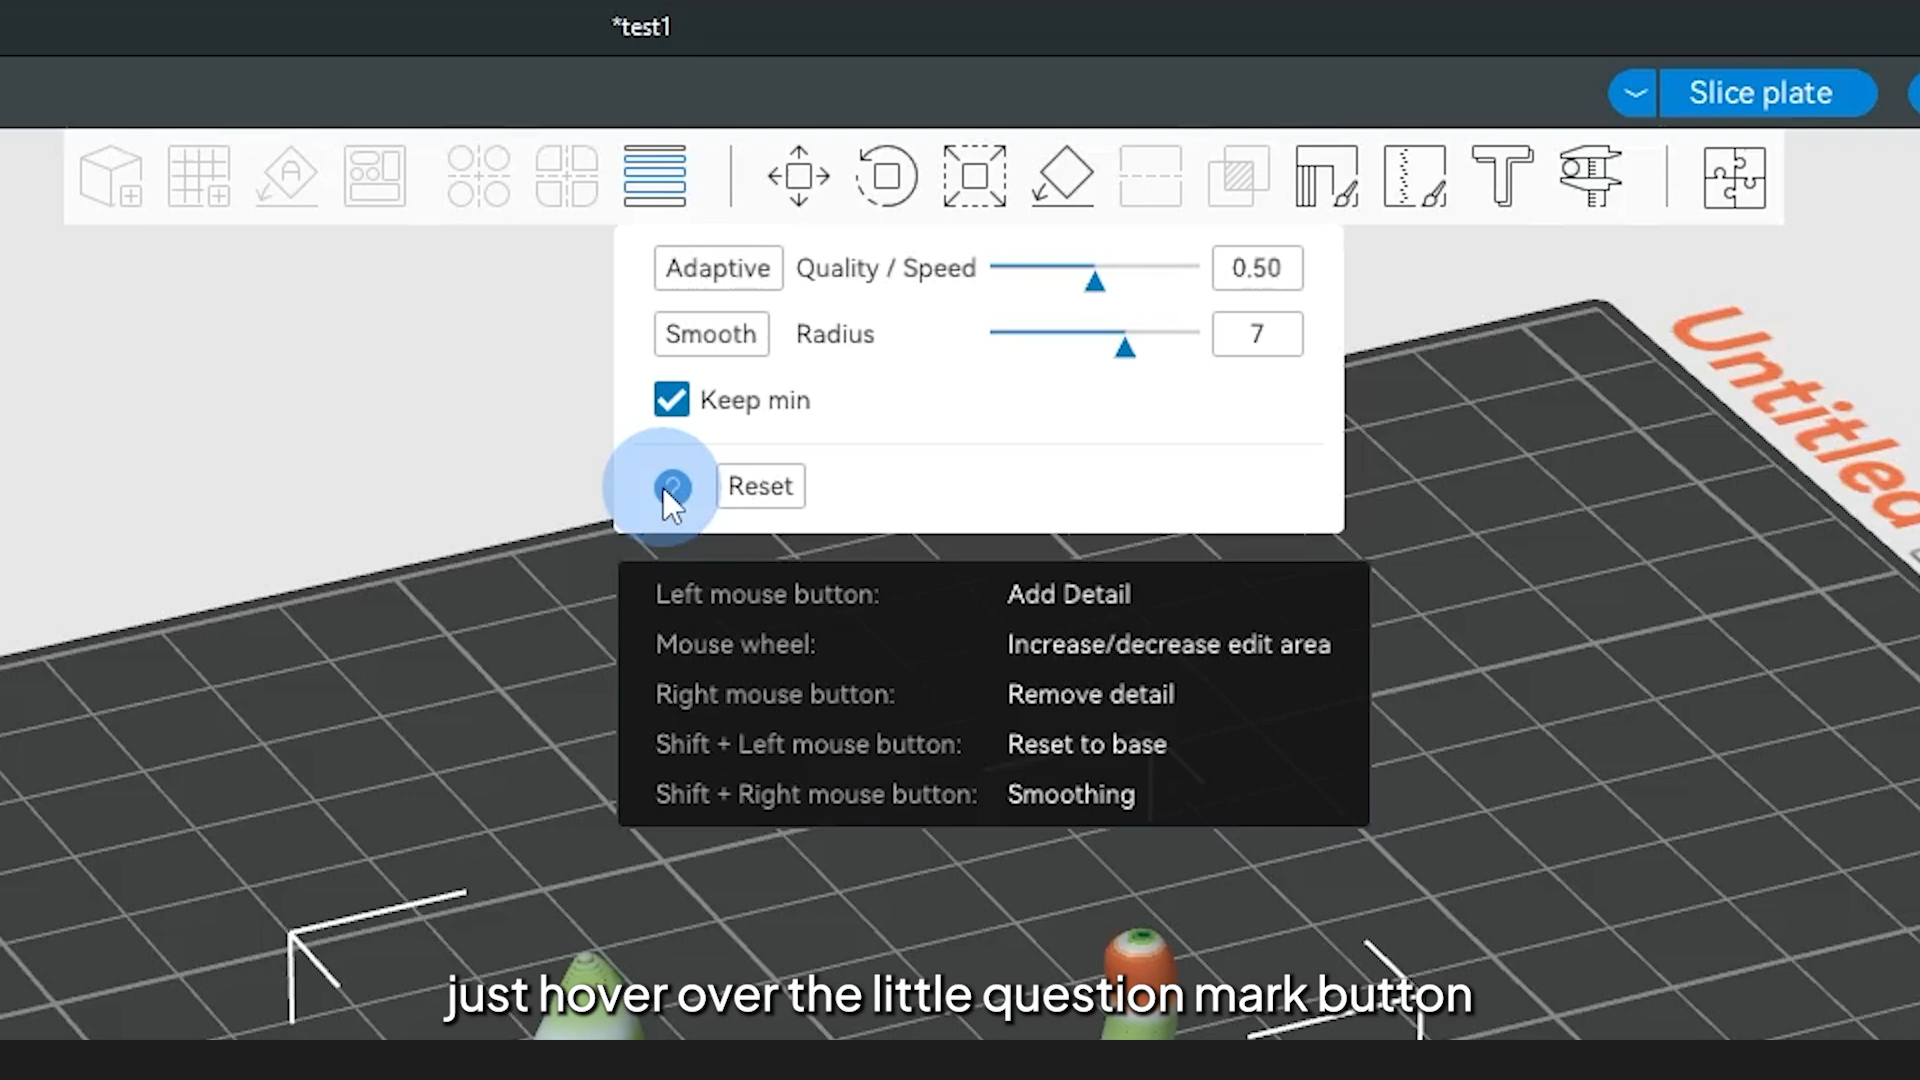 *test1
Slice plate
Adaptive Quality / Speed 0.50
Smooth Radius 7
Keep min
? Reset
Untitled
Left mouse button: Add Detail
Mouse wheel: Increase/decrease edit area
Right mouse button: Remove detail
Shift + Left mouse button: Reset to base
Shift + Right mouse button: Smoothing
just hover over the little question mark button